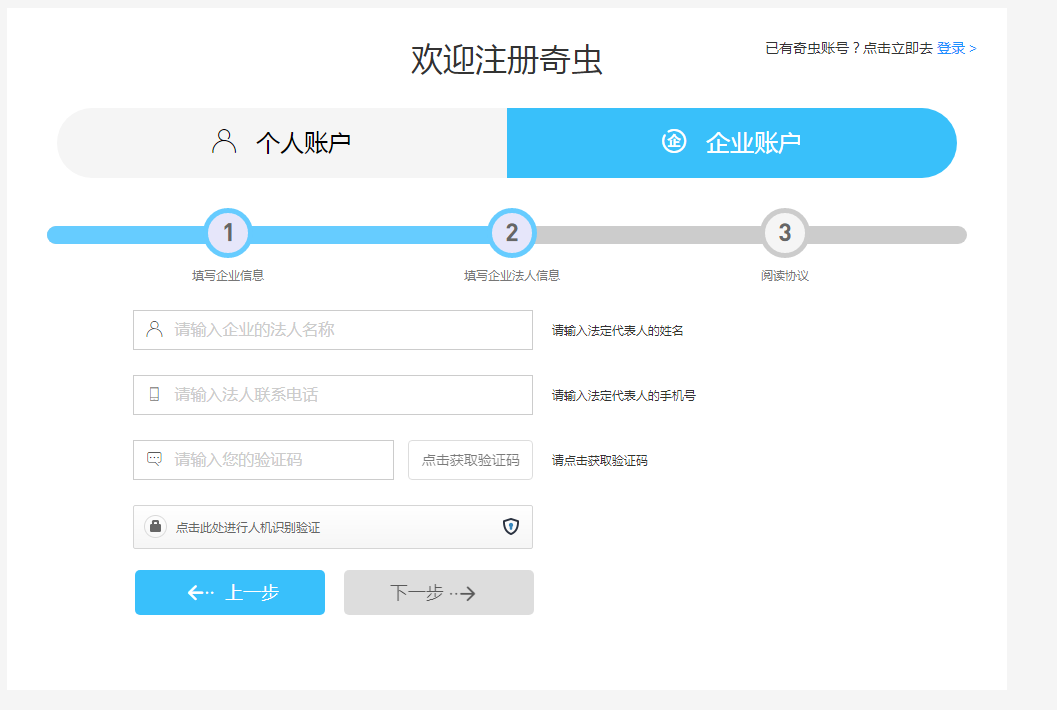 欢迎注册奇虫
已有奇虫账号？点击立即去 登录 >
个人账户
企 企业账户
1 2 3
填写企业信息 填写企业法人信息 阅读协议
请输入企业的法人名称 请输入法定代表人的姓名
请输入法人联系电话 请输入法定代表人的手机号
请输入您的验证码 点击获取验证码 请点击获取验证码
点击此处进行人机识别验证
上一步 下一步